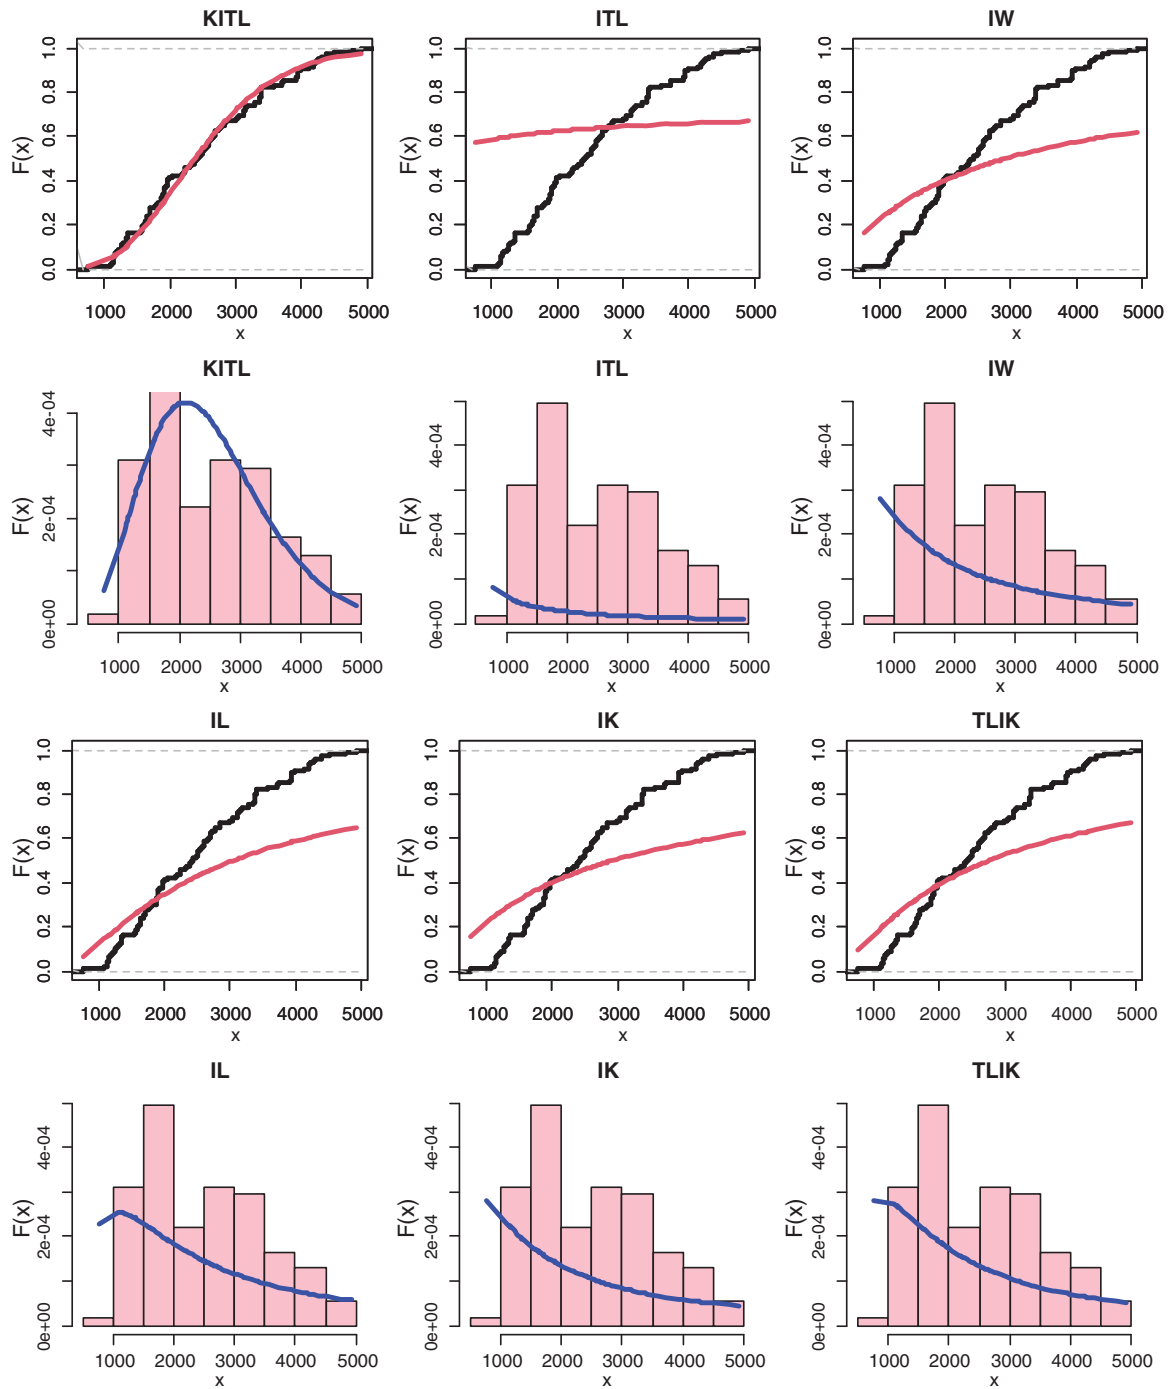 KITL ITL IW
F(x) 0.0 0.2 0.4 0.6 0.8 1.0 F(x) 0.0 0.2 0.4 0.6 0.8 1.0 F(x) 0.0 0.2 0.4 0.6 0.8 1.0
1000 2000 3000 4000 5000 1000 2000 3000 4000 5000 1000 2000 3000 4000 5000
x x x
KITL ITL IW
F(x) 0e+00 2e-04 4e-04 F(x) 0e+00 2e-04 4e-04 F(x) 0e+00 2e-04 4e-04
1000 2000 3000 4000 5000 1000 2000 3000 4000 5000 1000 2000 3000 4000 5000
x x x
IL IK TLIK
F(x) 0.0 0.2 0.4 0.6 0.8 1.0 F(x) 0.0 0.2 0.4 0.6 0.8 1.0 F(x) 0.0 0.2 0.4 0.6 0.8 1.0
1000 2000 3000 4000 5000 1000 2000 3000 4000 5000 1000 2000 3000 4000 5000
x x x
IL IK TLIK
F(x) 0e+00 2e-04 4e-04 F(x) 0e+00 2e-04 4e-04 F(x) 0e+00 2e-04 4e-04
1000 2000 3000 4000 5000 1000 2000 3000 4000 5000 1000 2000 3000 4000 5000
x x x